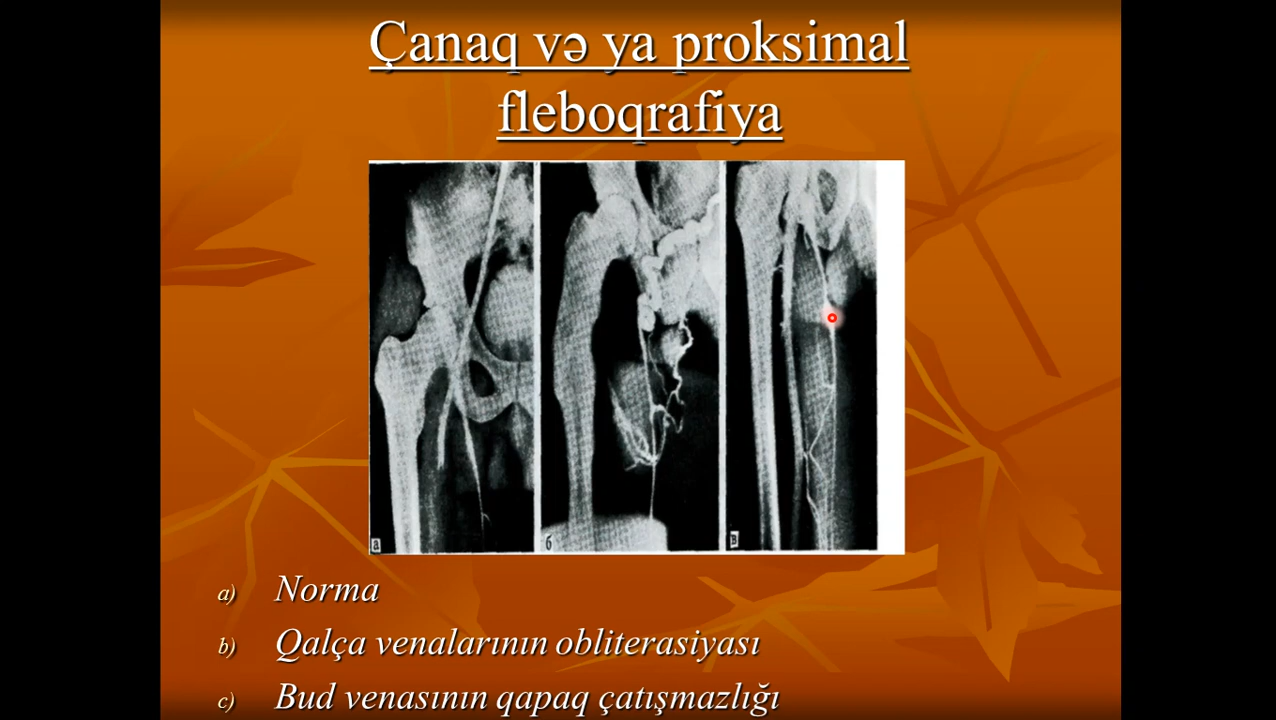 Çanaq və ya proksimal
fleboqrafiya
а
б
в
a) Norma
b) Qalça venalarının obliterasiyası
c) Bud venasının qapaq çatışmazlığı